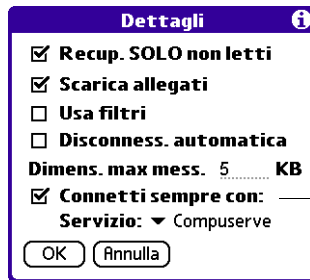 Dettagli
Recup. SOLO non letti
Scarica allegati
Usa filtri
Disconness. automatica
Dimens. max mess. 5 KB
Connetti sempre con:
Servizio: Compuserve
OK Annulla